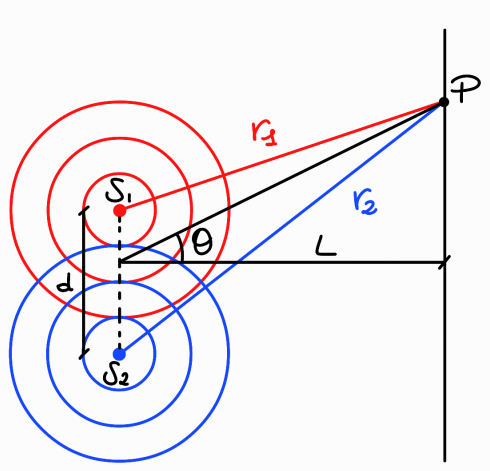 P
r₁
S₁
r₂
θ
L
d
S₂